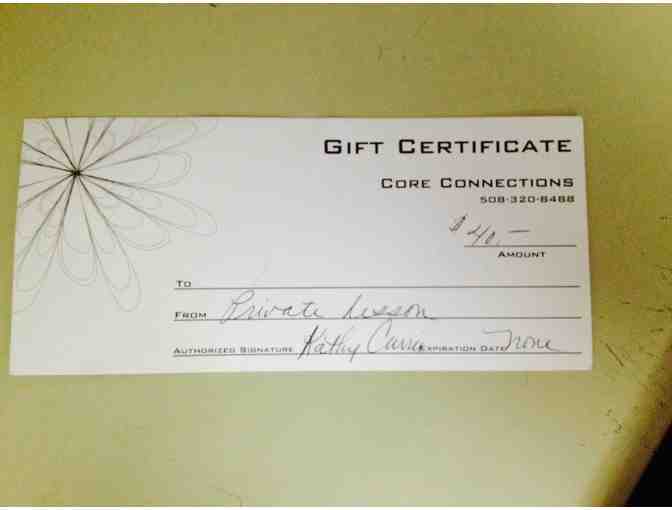 GIFT CERTIFICATE
CORE CONNECTIONS
508-320-8488
$ 40.—
AMOUNT
TO
FROM Private Lesson
AUTHORIZED SIGNATURE Kathy EXPIRATION DATE None